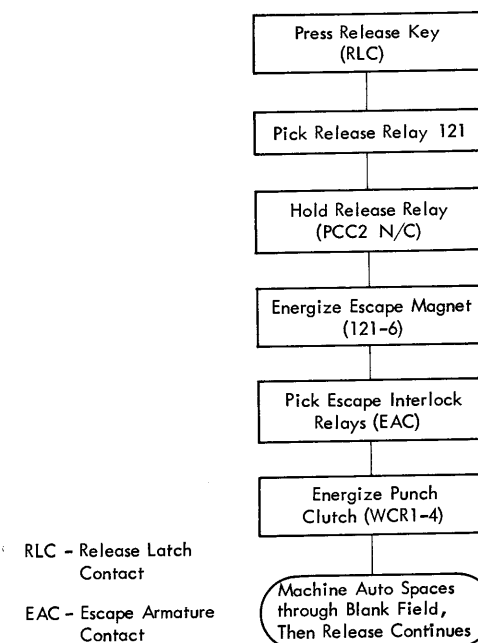 Press Release Key
(RLC)
Pick Release Relay 121
Hold Release Relay
(PCC2 N/C)
Energize Escape Magnet
(121-6)
Pick Escape Interlock
Relays (EAC)
Energize Punch
Clutch (WCR1-4)
Machine Auto Spaces
through Blank Field,
Then Release Continues
RLC - Release Latch
Contact
EAC - Escape Armature
Contact